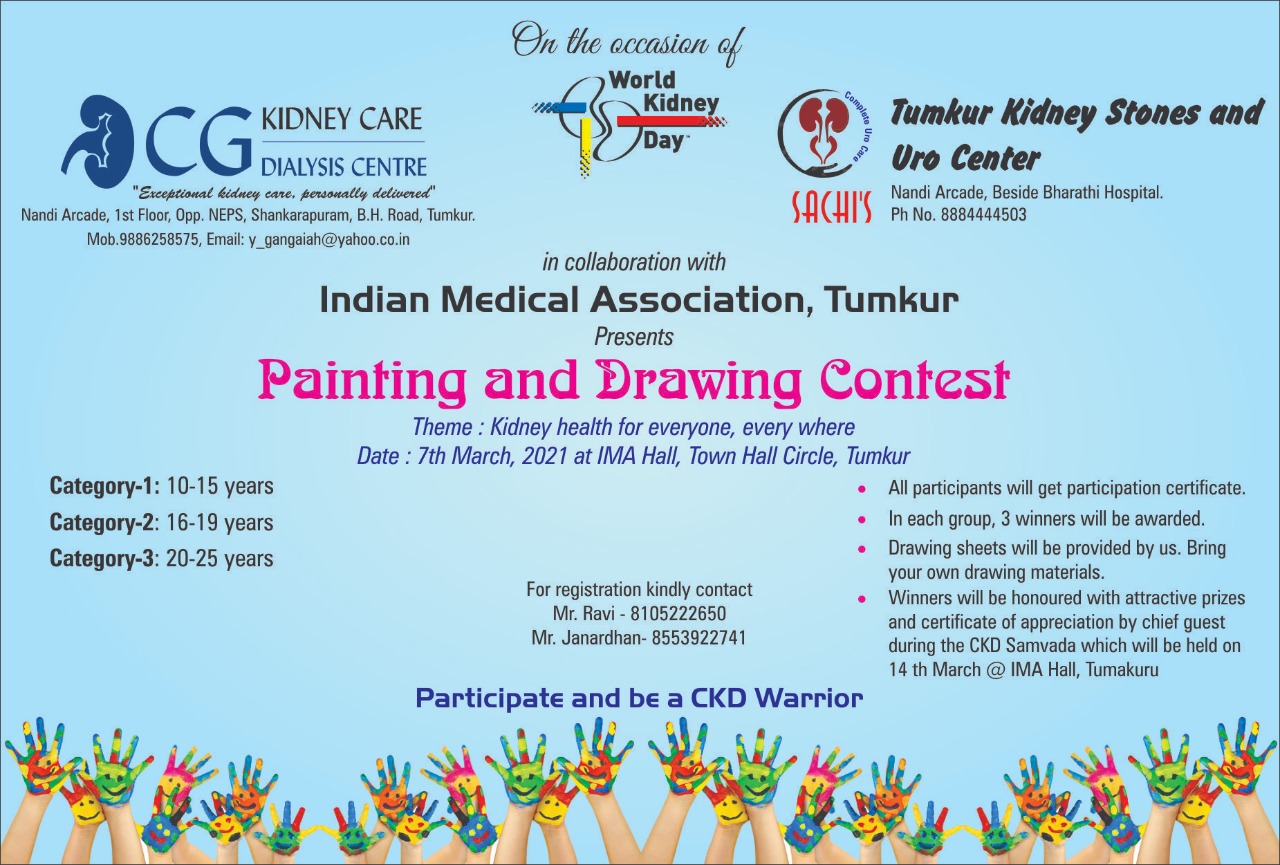 On the occasion of
World
Kidney
Day™
CG
KIDNEY CARE
DIALYSIS CENTRE
"Exceptional kidney care, personally delivered"
Nandi Arcade, 1st Floor, Opp. NEPS, Shankarapuram, B.H. Road, Tumkur.
Mob.9886258575, Email: y_gangaiah@yahoo.co.in
Complete Uro Care
SACHI'S
Tumkur Kidney Stones and
Uro Center
Nandi Arcade, Beside Bharathi Hospital.
Ph No. 8884444503
in collaboration with
Indian Medical Association, Tumkur
Presents
Painting and Drawing Contest
Theme : Kidney health for everyone, every where
Date : 7th March, 2021 at IMA Hall, Town Hall Circle, Tumkur
Category-1: 10-15 years
Category-2: 16-19 years
Category-3: 20-25 years
• All participants will get participation certificate.
• In each group, 3 winners will be awarded.
• Drawing sheets will be provided by us. Bring
your own drawing materials.
• Winners will be honoured with attractive prizes
and certificate of appreciation by chief guest
during the CKD Samvada which will be held on
14 th March @ IMA Hall, Tumakuru
For registration kindly contact
Mr. Ravi - 8105222650
Mr. Janardhan- 8553922741
Participate and be a CKD Warrior